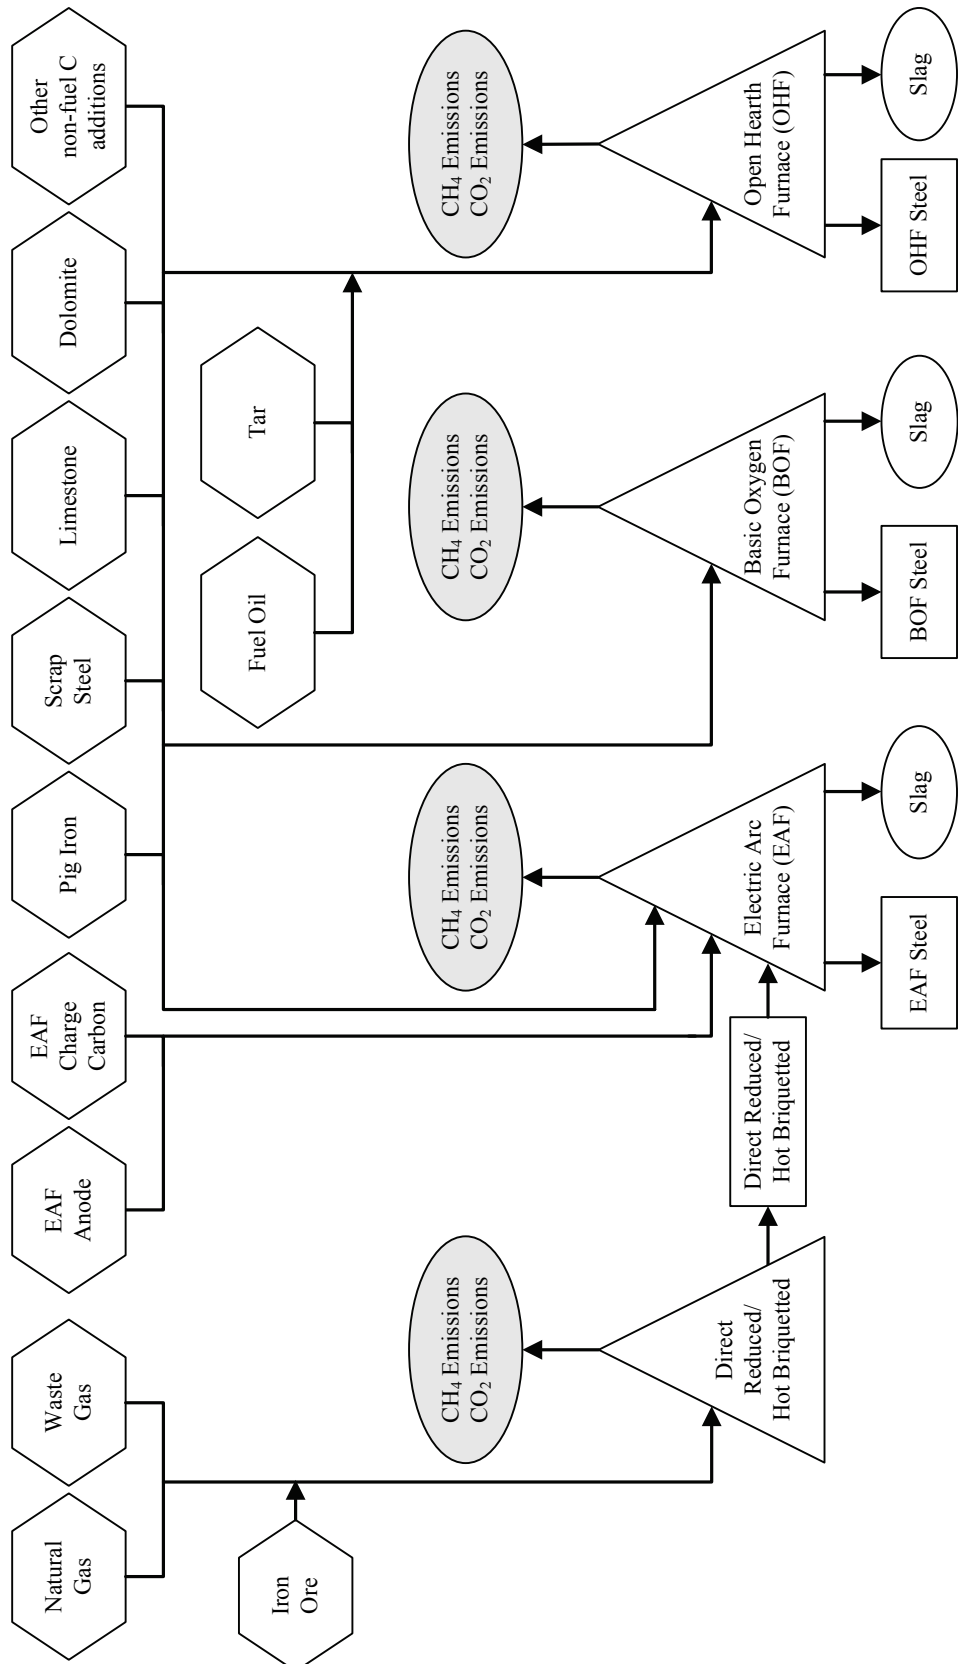 Natural
Gas
Waste
Gas
EAF
Anode
EAF
Charge
Carbon
Pig Iron
Scrap
Steel
Limestone
Dolomite
Other
non-fuel C
additions
Iron
Ore
Fuel Oil
Tar
CH₄ Emissions
CO₂ Emissions
CH₄ Emissions
CO₂ Emissions
CH₄ Emissions
CO₂ Emissions
CH₄ Emissions
CO₂ Emissions
Direct
Reduced/
Hot Briquetted
Direct Reduced/
Hot Briquetted
Electric Arc
Furnace (EAF)
Basic Oxygen
Furnace (BOF)
Open Hearth
Furnace (OHF)
EAF Steel
Slag
BOF Steel
Slag
OHF Steel
Slag